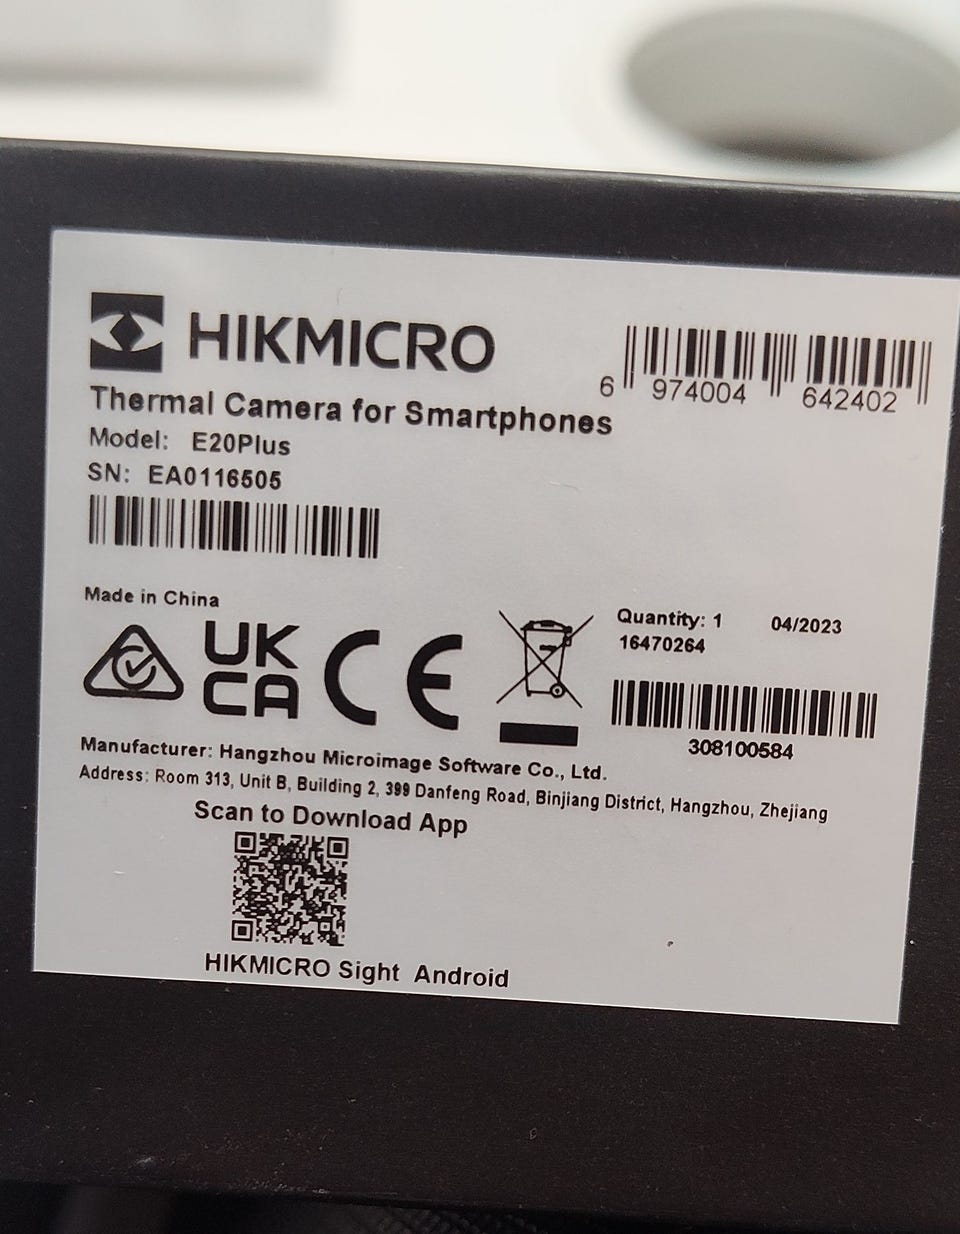 HIKMICRO
6 974004 642402
Thermal Camera for Smartphones
Model: E20Plus
SN: EA0116505
Made in China
UK
CA
CE
Quantity: 1 04/2023
16470264
308100584
Manufacturer: Hangzhou Microimage Software Co., Ltd.
Address: Room 313, Unit B, Building 2, 399 Danfeng Road, Binjiang District, Hangzhou, Zhejiang
Scan to Download App
HIKMICRO Sight Android